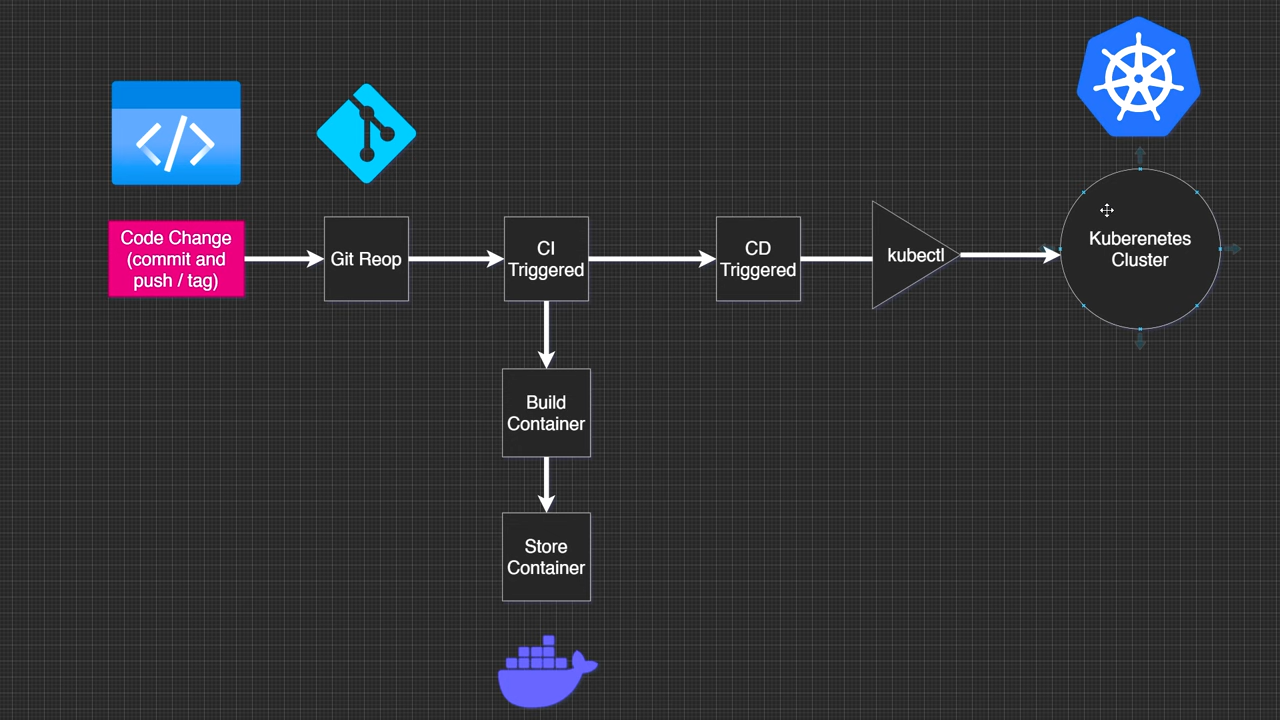 Code Change
(commit and
push / tag)
Git Reop
CI
Triggered
CD
Triggered
kubectl
Kuberenetes
Cluster
Build
Container
Store
Container